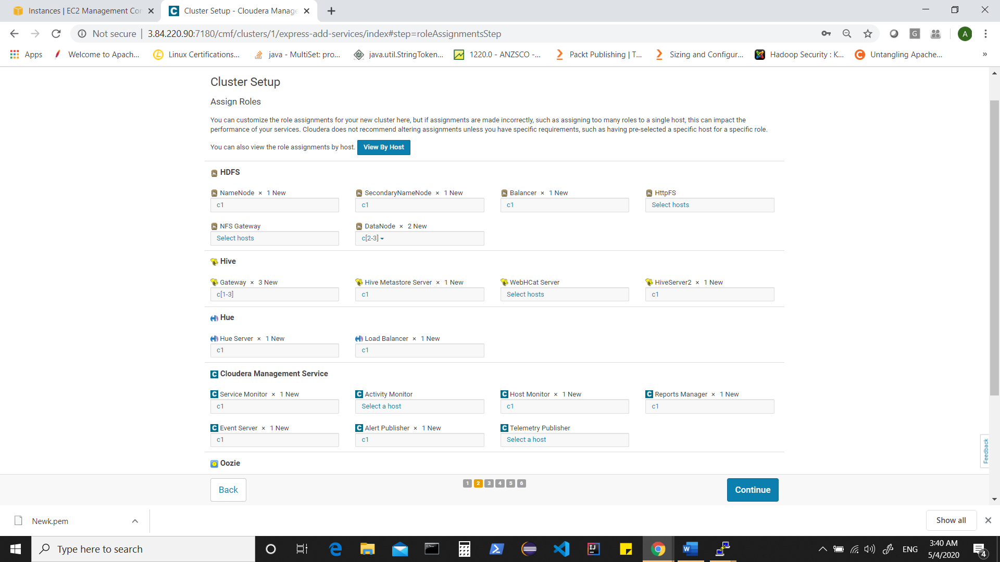 Instances | EC2 Management Con
Cluster Setup - Cloudera Manage
Not secure | 3.84.220.90:7180/cmf/clusters/1/express-add-services/index#step=roleAssignmentsStep
A
Apps
Welcome to Apach...
Linux Certifications...
java - MultiSet: pro...
java.util.StringToken...
1220.0 - ANZSCO -...
Packt Publishing | T...
Sizing and Configur...
Hadoop Security : K...
Untangling Apache...
»
Cluster Setup
Assign Roles
You can customize the role assignments for your new cluster here, but if assignments are made incorrectly, such as assigning too many roles to a single host, this can impact the
performance of your services. Cloudera does not recommend altering assignments unless you have specific requirements, such as having pre-selected a specific host for a specific role.
You can also view the role assignments by host. View By Host
HDFS
NameNode × 1 New
SecondaryNameNode × 1 New
Balancer × 1 New
HttpFS
c1
c1
c1
Select hosts
NFS Gateway
DataNode × 2 New
Select hosts
c[2-3]
Hive
Gateway × 3 New
Hive Metastore Server × 1 New
WebHCat Server
HiveServer2 × 1 New
c[1-3]
c1
Select hosts
c1
Hue
Hue Server × 1 New
Load Balancer × 1 New
c1
c1
Cloudera Management Service
Service Monitor × 1 New
Activity Monitor
Host Monitor × 1 New
Reports Manager × 1 New
c1
Select a host
c1
c1
Event Server × 1 New
Alert Publisher × 1 New
Telemetry Publisher
c1
c1
Select a host
Feedback
Oozie
Back
1 2 3 4 5 6
Continue
Newk.pem
Show all
Type here to search
ENG
3:40 AM
5/4/2020
4